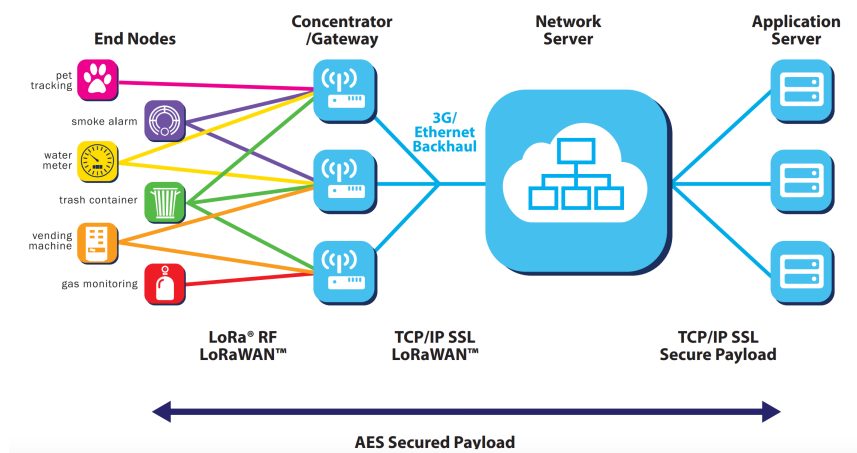 End Nodes
Concentrator
/Gateway
Network
Server
Application
Server
pet
tracking
smoke alarm
water
meter
trash container
vending
machine
gas monitoring
3G/
Ethernet
Backhaul
LoRa® RF
LoRaWAN™
TCP/IP SSL
LoRaWAN™
TCP/IP SSL
Secure Payload
AES Secured Payload